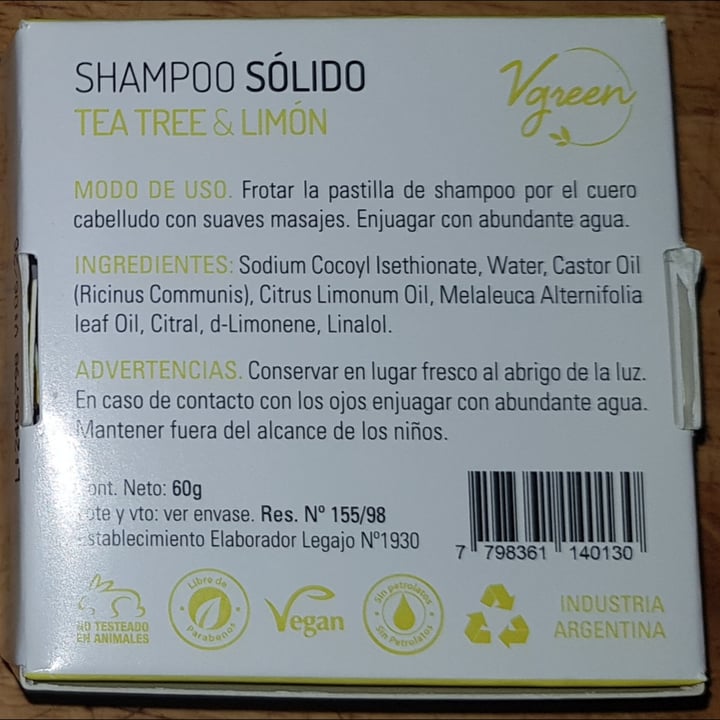 SHAMPOO SÓLIDO
TEA TREE & LIMÓN
Vgreen
MODO DE USO. Frotar la pastilla de shampoo por el cuero
cabelludo con suaves masajes. Enjuagar con abundante agua.
INGREDIENTES: Sodium Cocoyl Isethionate, Water, Castor Oil
(Ricinus Communis), Citrus Limonum Oil, Melaleuca Alternifolia
leaf Oil, Citral, d-Limonene, Linalol.
ADVERTENCIAS. Conservar en lugar fresco al abrigo de la luz.
En caso de contacto con los ojos enjuagar con abundante agua.
Mantener fuera del alcance de los niños.
Cont. Neto: 60g
Lote y vto: ver envase. Res. Nº 155/98
Establecimiento Elaborador Legajo Nº1930
7 798361 140130
NO TESTEADO
EN ANIMALES
Libre de
Parabenos
Vegan
Sin petrolatos
Sin Petrolatos
INDUSTRIA
ARGENTINA